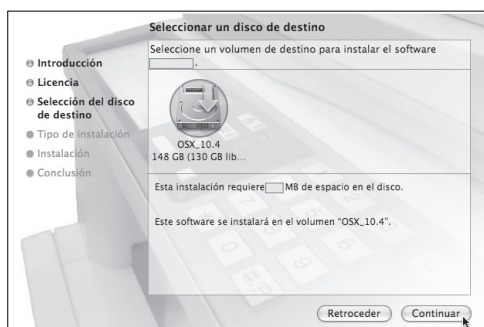 Seleccionar un disco de destino
Seleccione un volumen de destino para instalar el software
.
Introducción
Licencia
Selección del disco
de destino
Tipo de instalación
Instalación
Conclusión
OSX_10.4
148 GB (130 GB lib...
Esta instalación requiere MB de espacio en el disco.
Este software se instalará en el volumen "OSX_10.4".
Retroceder
Continuar